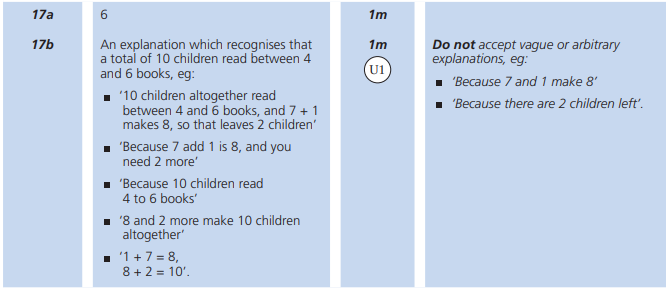 17a 6 1m
17b An explanation which recognises that
a total of 10 children read between 4
and 6 books, eg:
■ ‘10 children altogether read
between 4 and 6 books, and 7 + 1
makes 8, so that leaves 2 children’
■ ‘Because 7 add 1 is 8, and you
need 2 more’
■ ‘Because 10 children read
4 to 6 books’
■ ‘8 and 2 more make 10 children
altogether’
■ ‘1 + 7 = 8,
8 + 2 = 10’.
1m
U1
Do not accept vague or arbitrary
explanations, eg:
■ ‘Because 7 and 1 make 8’
■ ‘Because there are 2 children left’.